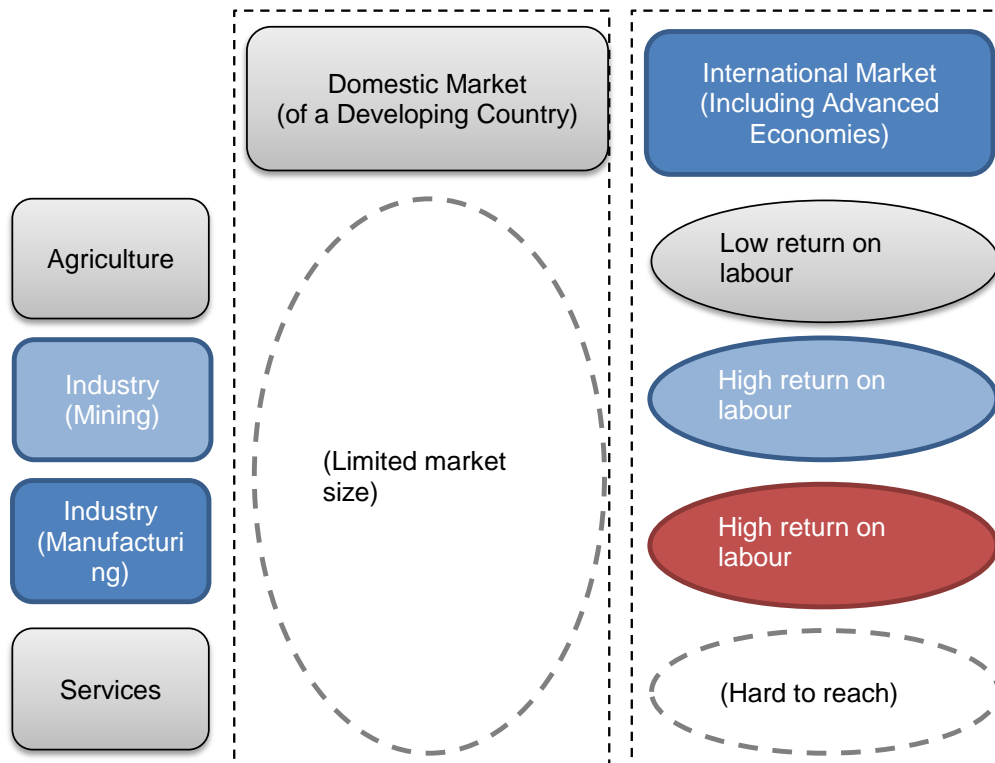 Domestic Market
(of a Developing Country)
International Market
(Including Advanced
Economies)
Agriculture
Low return on
labour
Industry
(Mining)
High return on
labour
(Limited market
size)
Industry
(Manufacturi
ng)
High return on
labour
Services
(Hard to reach)